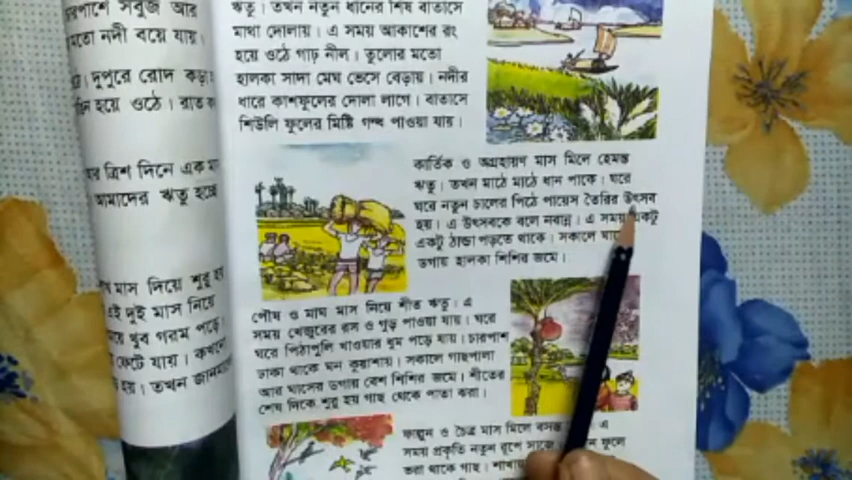 চারপাশে সবুজ আর
মতো নদী বয়ে যায়।
দুপুরে রোদ কড়া
হয়ে ওঠে। রাত
ত্রিশ দিনে এক
আমাদের ঋতু হচ্ছে
মাস দিয়ে শুরু
এই দুই মাস নিয়ে
খুব গরম পড়ে।
ফেটে যায়। কখনো
হয়। তখন
ঋতু। তখন নতুন ধানের শিষ বাতাসে
মাথা দোলায়। এ সময় আকাশের রং
হয়ে ওঠে গাঢ় নীল। তুলোর মতো
হালকা সাদা মেঘ ভেসে বেড়ায়। নদীর
ধারে কাশফুলের দোলা লাগে। বাতাসে
শিউলি ফুলের মিষ্টি গন্ধ পাওয়া যায়।
কার্তিক ও অগ্রহায়ণ মাস মিলে হেমন্ত
ঋতু। তখন মাঠে মাঠে ধান পাকে। ঘরে
ঘরে নতুন চালের পিঠে পায়েস তৈরির উৎসব
হয়। এ উৎসবকে বলে নবান্ন। এ সময় একটু
একটু ঠান্ডা পড়তে থাকে। সকালে
ডগায় হালকা শিশির জমে।
পৌষ ও মাঘ মাস নিয়ে শীত ঋতু। এ
সময় খেজুরের রস ও গুড় পাওয়া যায়। ঘরে
ঘরে পিঠাপুলি খাওয়ার ধুম পড়ে যায়। চারপাশ
ঢাকা থাকে ঘন কুয়াশায়। সকালে গাছপালা
আর ঘাসের ডগায় বেশ শিশির জমে। শীতের
শেষ দিকে শুরু হয় গাছ থেকে পাতা ঝরা।
ফাল্গুন ও চৈত্র মাস মিলে বসন্ত এ
সময় প্রকৃতি নতুন রূপে সাজে। ফুলে
ভরা থাকে গাছ।